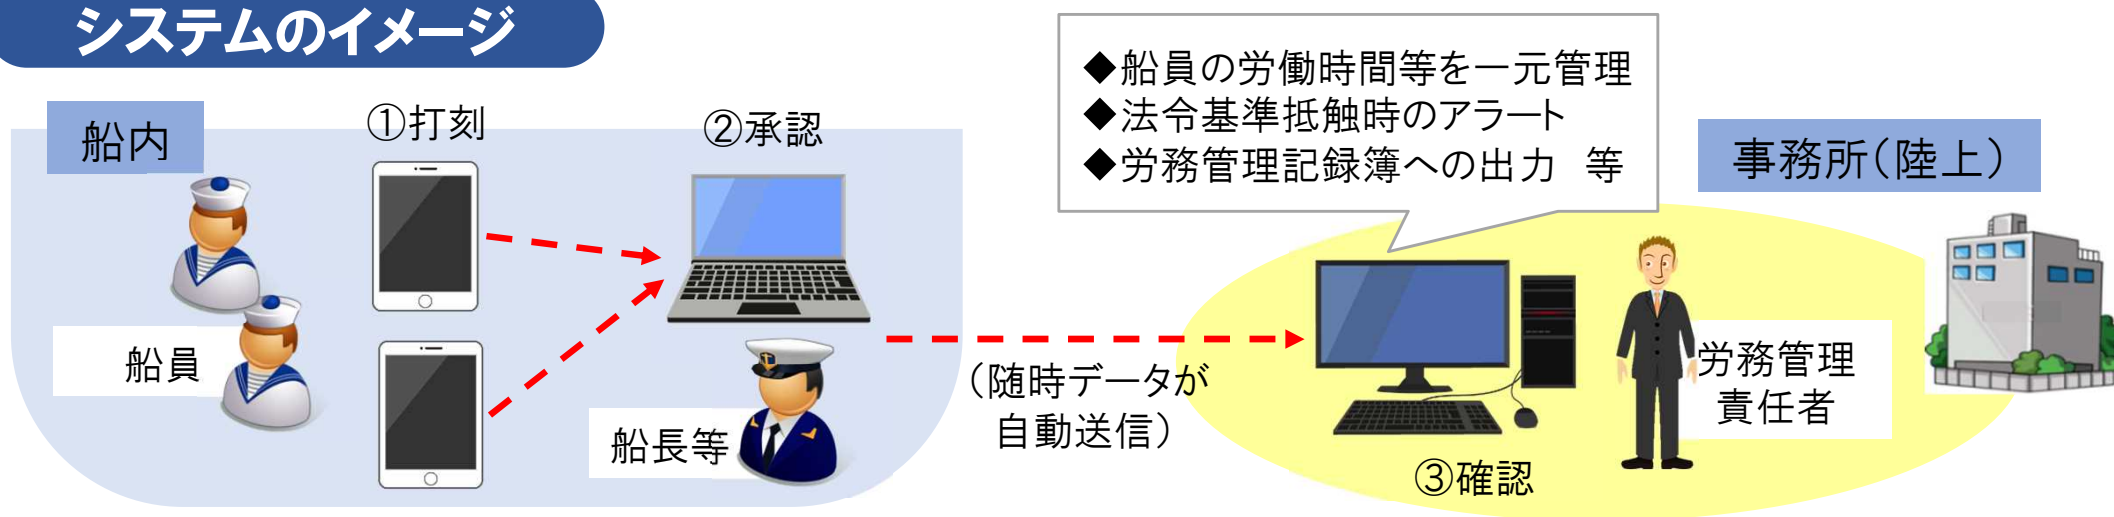 システムのイメージ
船内
①打刻
②承認
船員
船長等
(随時データが
自動送信)
◆船員の労働時間等を一元管理
◆法令基準抵触時のアラート
◆労務管理記録簿への出力 等
事務所(陸上)
労務管理
責任者
③確認